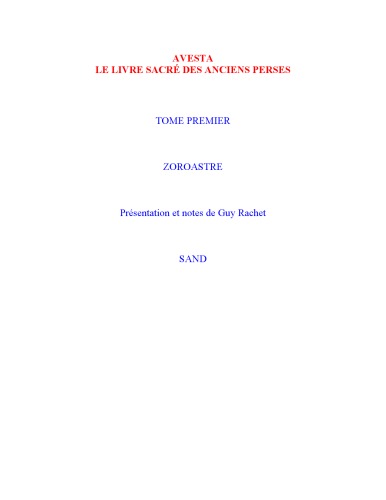 AVESTA
LE LIVRE SACRÉ DES ANCIENS PERSES
TOME PREMIER
ZOROASTRE
Présentation et notes de Guy Rachet
SAND